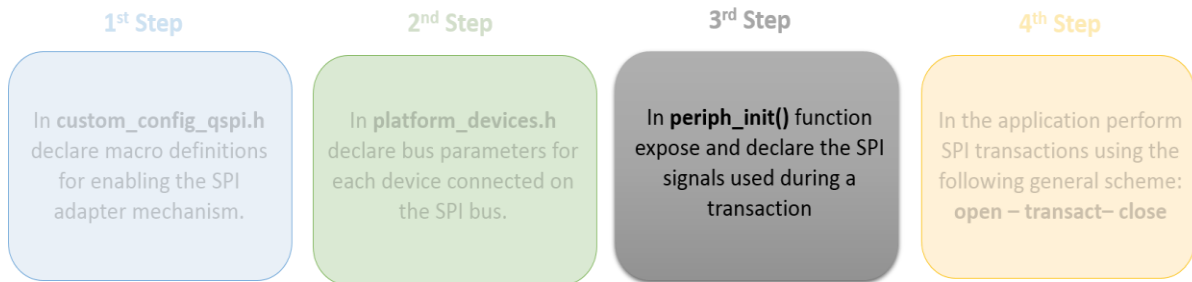 1st Step
2nd Step
3rd Step
4th Step
In custom_config_qspi.h
declare macro definitions
for enabling the SPI
adapter mechanism.
In platform_devices.h
declare bus parameters for
each device connected on
the SPI bus.
In periph_init() function
expose and declare the SPI
signals used during a
transaction
In the application perform
SPI transactions using the
following general scheme:
open – transact– close